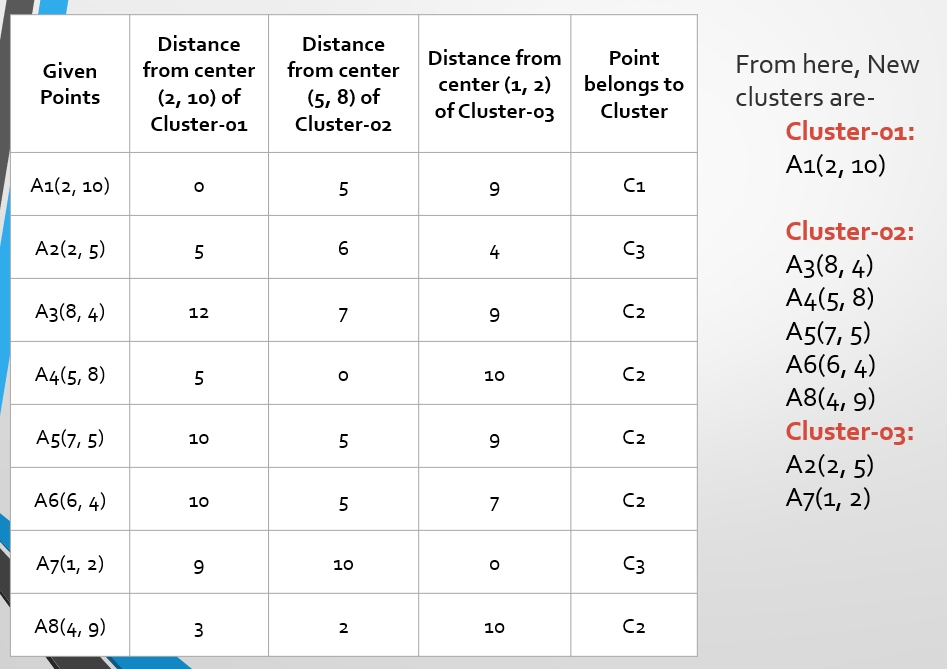 Given Points
Distance from center (2, 10) of Cluster-01
Distance from center (5, 8) of Cluster-02
Distance from center (1, 2) of Cluster-03
Point belongs to Cluster
A1(2, 10) 0 5 9 C1
A2(2, 5) 5 6 4 C3
A3(8, 4) 12 7 9 C2
A4(5, 8) 5 0 10 C2
A5(7, 5) 10 5 9 C2
A6(6, 4) 10 5 7 C2
A7(1, 2) 9 10 0 C3
A8(4, 9) 3 2 10 C2
From here, New
clusters are-
Cluster-01:
A1(2, 10)
Cluster-02:
A3(8, 4)
A4(5, 8)
A5(7, 5)
A6(6, 4)
A8(4, 9)
Cluster-03:
A2(2, 5)
A7(1, 2)